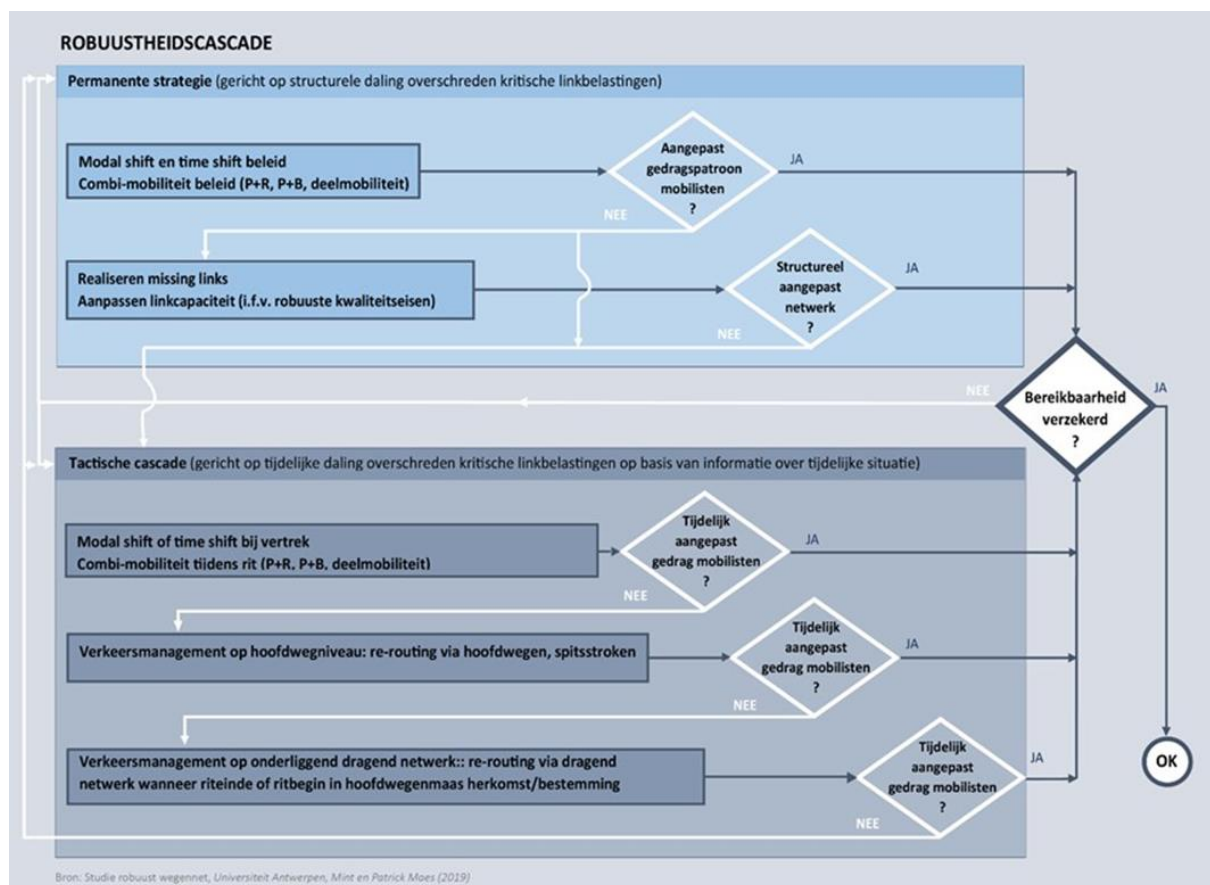 ROBUUSTHEIDSCASCADE
Permanente strategie (gericht op structurele daling overschreden kritische linkbelastingen)
Modal shift en time shift beleid
Combi-mobiliteit beleid (P+R, P+B, deelmobiliteit)
Aangepast
gedragspatroon
mobilisten
?
JA
NEE
Realiseren missing links
Aanpassen linkcapaciteit (i.f.v. robuuste kwaliteitseisen)
Structureel
aangepast
netwerk
?
JA
NEE
Bereikbaarheid
verzekerd
?
NEE
JA
Tactische cascade (gericht op tijdelijke daling overschreden kritische linkbelastingen op basis van informatie over tijdelijke situatie)
Modal shift of time shift bij vertrek
Combi-mobiliteit tijdens rit (P+R, P+B, deelmobiliteit)
Tijdelijk
aangepast
gedrag mobilisten
?
JA
NEE
Verkeersmanagement op hoofdwegniveau: re-routing via hoofdwegen, spitsstroken
Tijdelijk
aangepast
gedrag mobilisten
?
JA
NEE
Verkeersmanagement op onderliggend dragend netwerk:: re-routing via dragend
netwerk wanneer riteinde of ritbegin in hoofdwegenmaas herkomst/bestemming
Tijdelijk
aangepast
gedrag mobilisten
?
JA
NEE
OK
Bron: Studie robuust wegennet, Universiteit Antwerpen, Mint en Patrick Maes (2019)